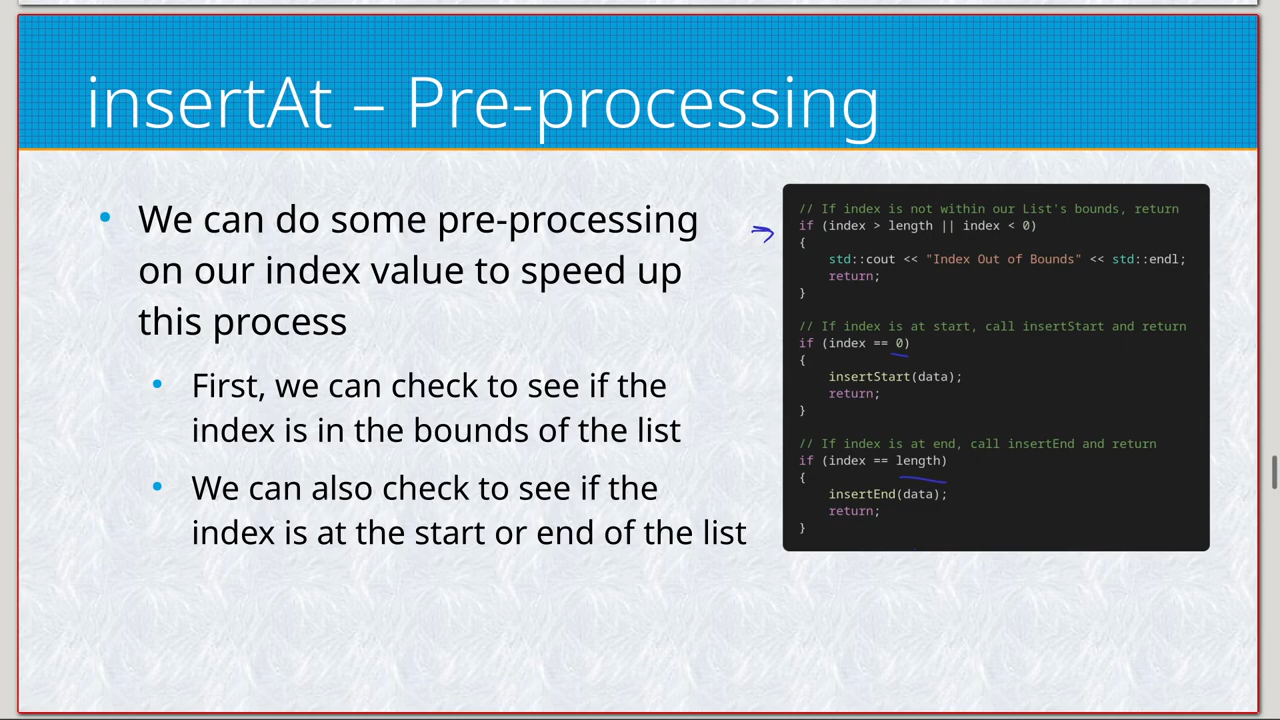 insertAt – Pre-processing
• We can do some pre-processing
on our index value to speed up
this process
• First, we can check to see if the
index is in the bounds of the list
• We can also check to see if the
index is at the start or end of the list
// If index is not within our List's bounds, return
if (index > length || index < 0)
{
    std::cout << "Index Out of Bounds" << std::endl;
    return;
}
// If index is at start, call insertStart and return
if (index == 0)
{
    insertStart(data);
    return;
}
// If index is at end, call insertEnd and return
if (index == length)
{
    insertEnd(data);
    return;
}